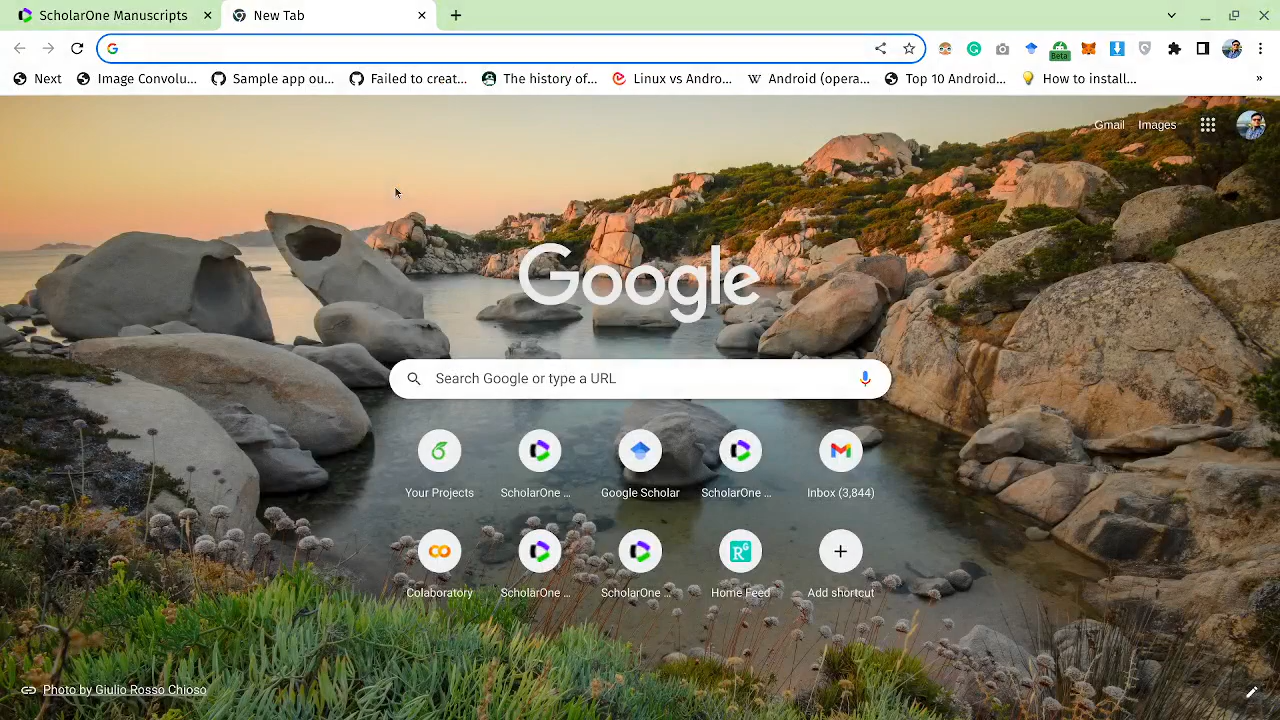 ScholarOne Manuscripts
New Tab
Beta
Next
Image Convolu...
Sample app ou...
Failed to creat...
The history of...
Linux vs Andro...
W Android (opera...
Top 10 Android...
How to install...
»
Gmail
Images
Google
Search Google or type a URL
Your Projects
ScholarOne ...
Google Scholar
ScholarOne ...
Inbox (3,844)
R^G
Colaboratory
ScholarOne ...
ScholarOne ...
Home Feed
Add shortcut
Photo by Giulio Rosso Chioso